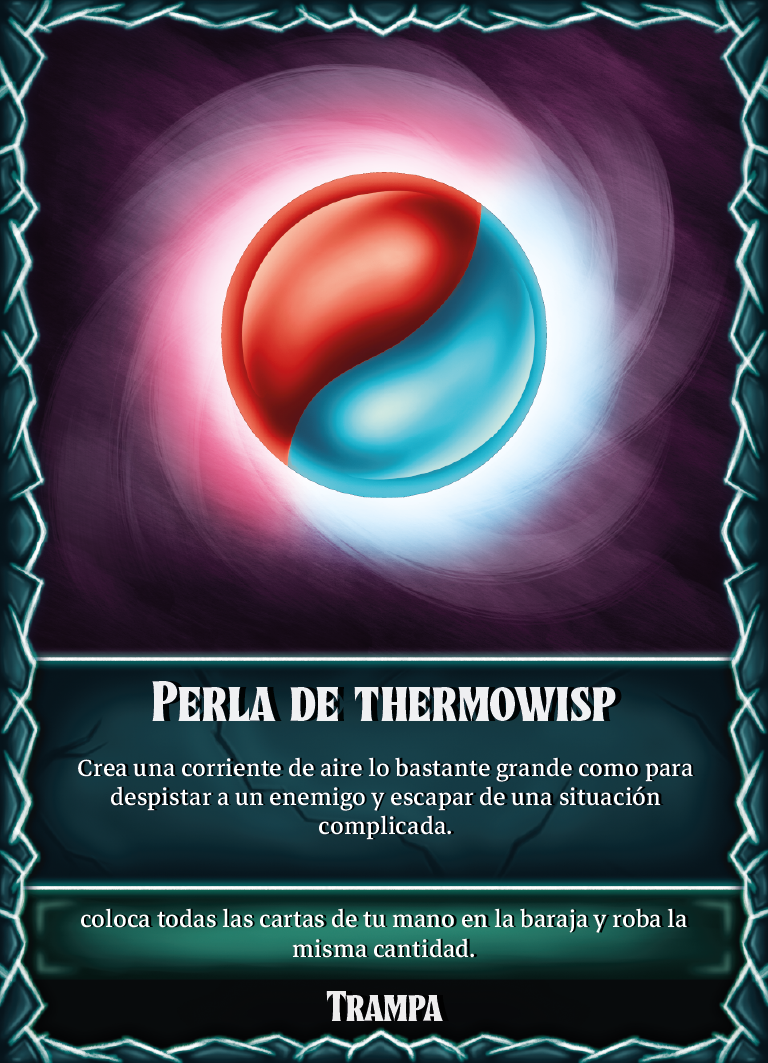 Perla de thermowisp
Crea una corriente de aire lo bastante grande como para
despistar a un enemigo y escapar de una situación
complicada.
coloca todas las cartas de tu mano en la baraja y roba la
misma cantidad.
Trampa